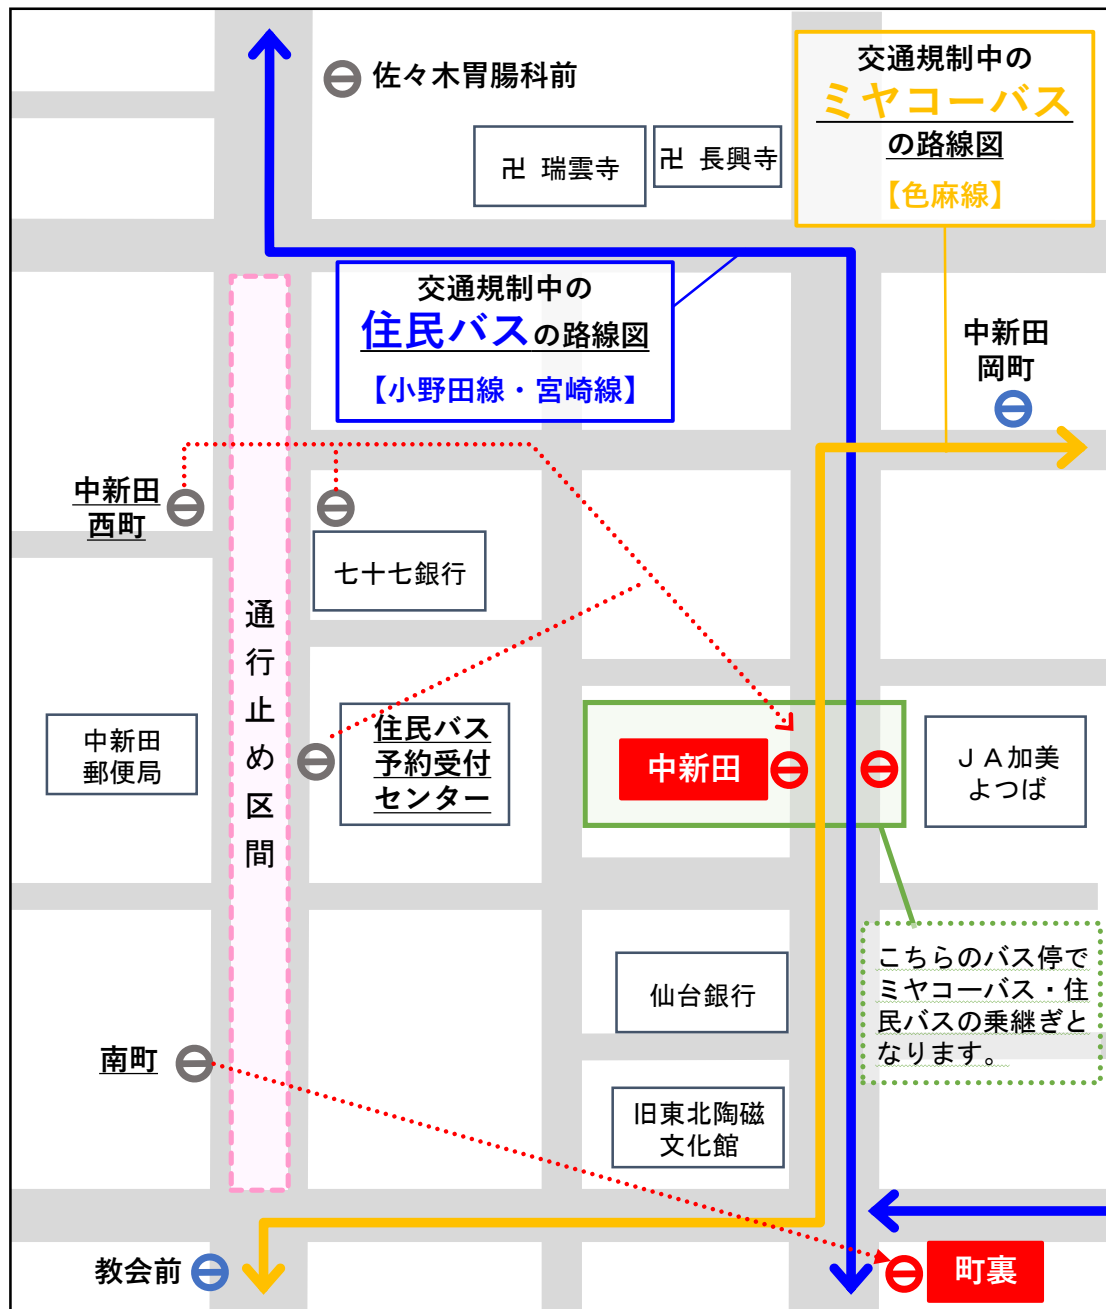 佐々木胃腸科前
交通規制中の
ミヤコーバス
の路線図
【色麻線】
卍 瑞雲寺
卍 長興寺
交通規制中の
住民バスの路線図
【小野田線・宮崎線】
中新田
岡町
中新田
西町
七十七銀行
通行止め区間
中新田
郵便局
住民バス
予約受付
センター
中新田
ＪＡ加美
よつば
こちらのバス停で
ミヤコーバス・住
民バスの乗継ぎと
なります。
仙台銀行
南町
旧東北陶磁
文化館
教会前
町裏